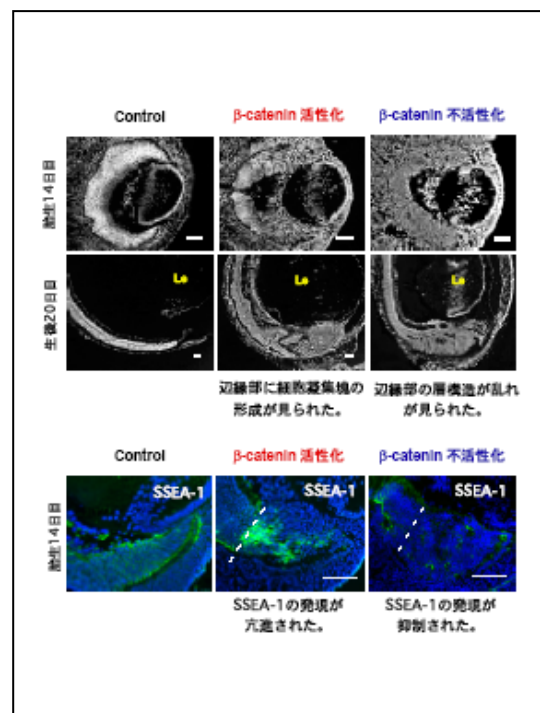 Control
β-catenin 活性化
β-catenin 不活性化
胎生14日目
生後20日目
Le
Le
Le
辺縁部に細胞凝集塊の
形成が見られた。
辺縁部の層構造が乱れ
が見られた。
Control
β-catenin 活性化
β-catenin 不活性化
胎生14日目
SSEA-1
SSEA-1
SSEA-1
SSEA-1の発現が
亢進された。
SSEA-1の発現が
抑制された。